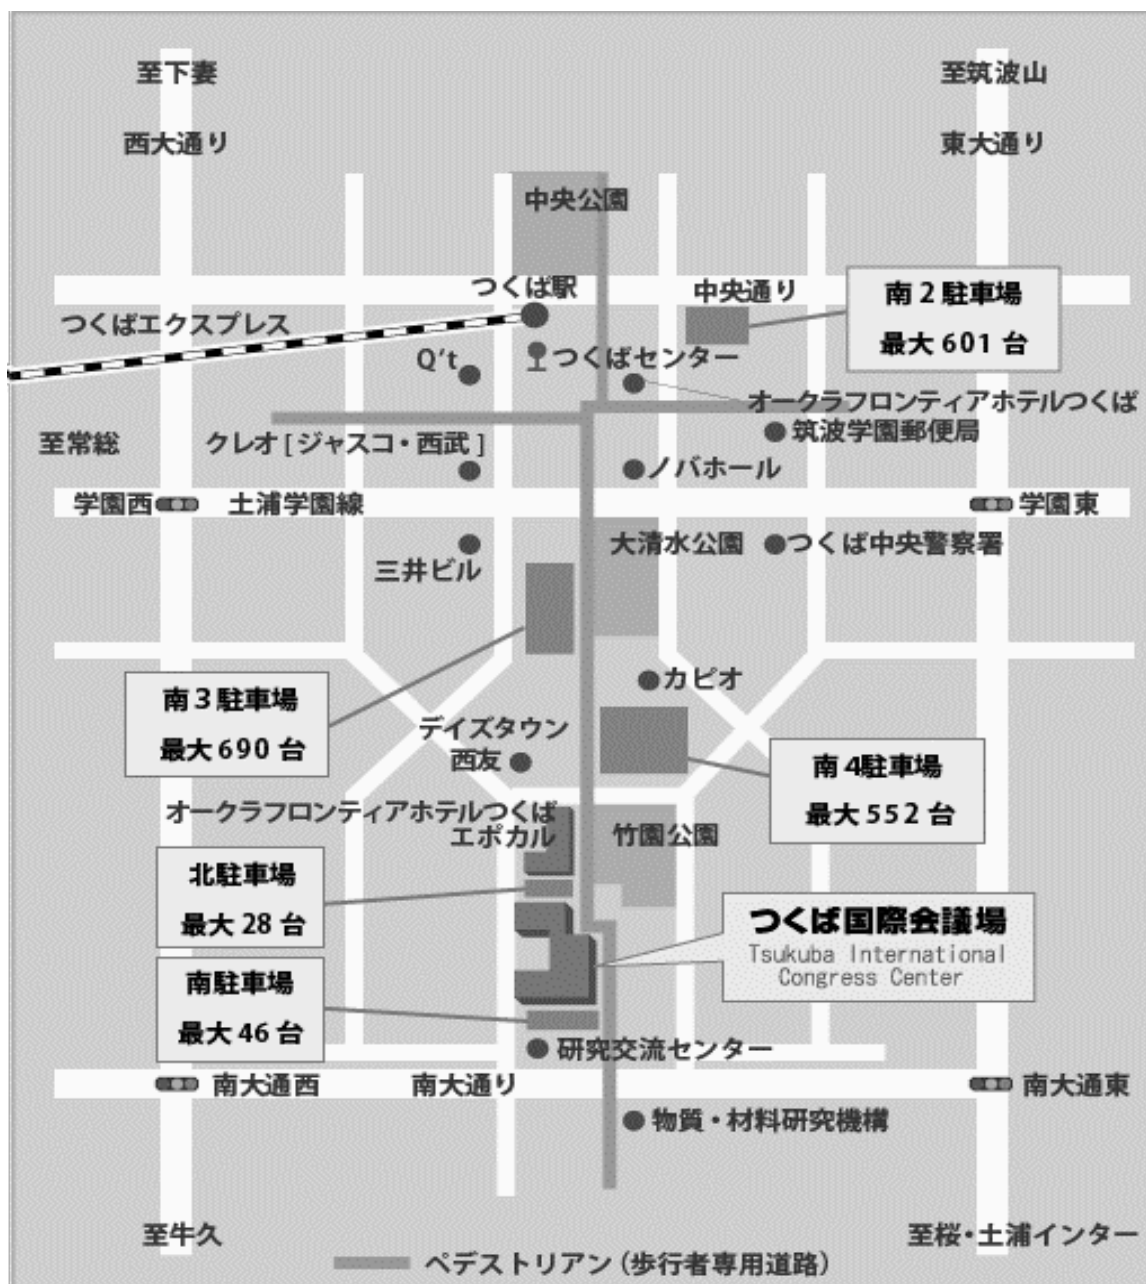 至下妻
至筑波山
西大通り
東大通り
中央公園
つくば駅
中央通り
南2駐車場
最大601台
つくばエクスプレス
Q't
つくばセンター
オークラフロンティアホテルつくば
筑波学園郵便局
至常総
クレオ [ジャスコ・西武]
ノバホール
学園西
土浦学園線
学園東
大清水公園
つくば中央警察署
三井ビル
カピオ
南3駐車場
最大690台
デイズタウン
西友
南4駐車場
最大552台
オークラフロンティアホテルつくば
エポカル
竹園公園
北駐車場
最大28台
つくば国際会議場
Tsukuba International
Congress Center
南駐車場
最大46台
研究交流センター
南大通西
南大通り
南大通東
物質・材料研究機構
至牛久
至桜・土浦インター
ペデストリアン (歩行者専用道路)